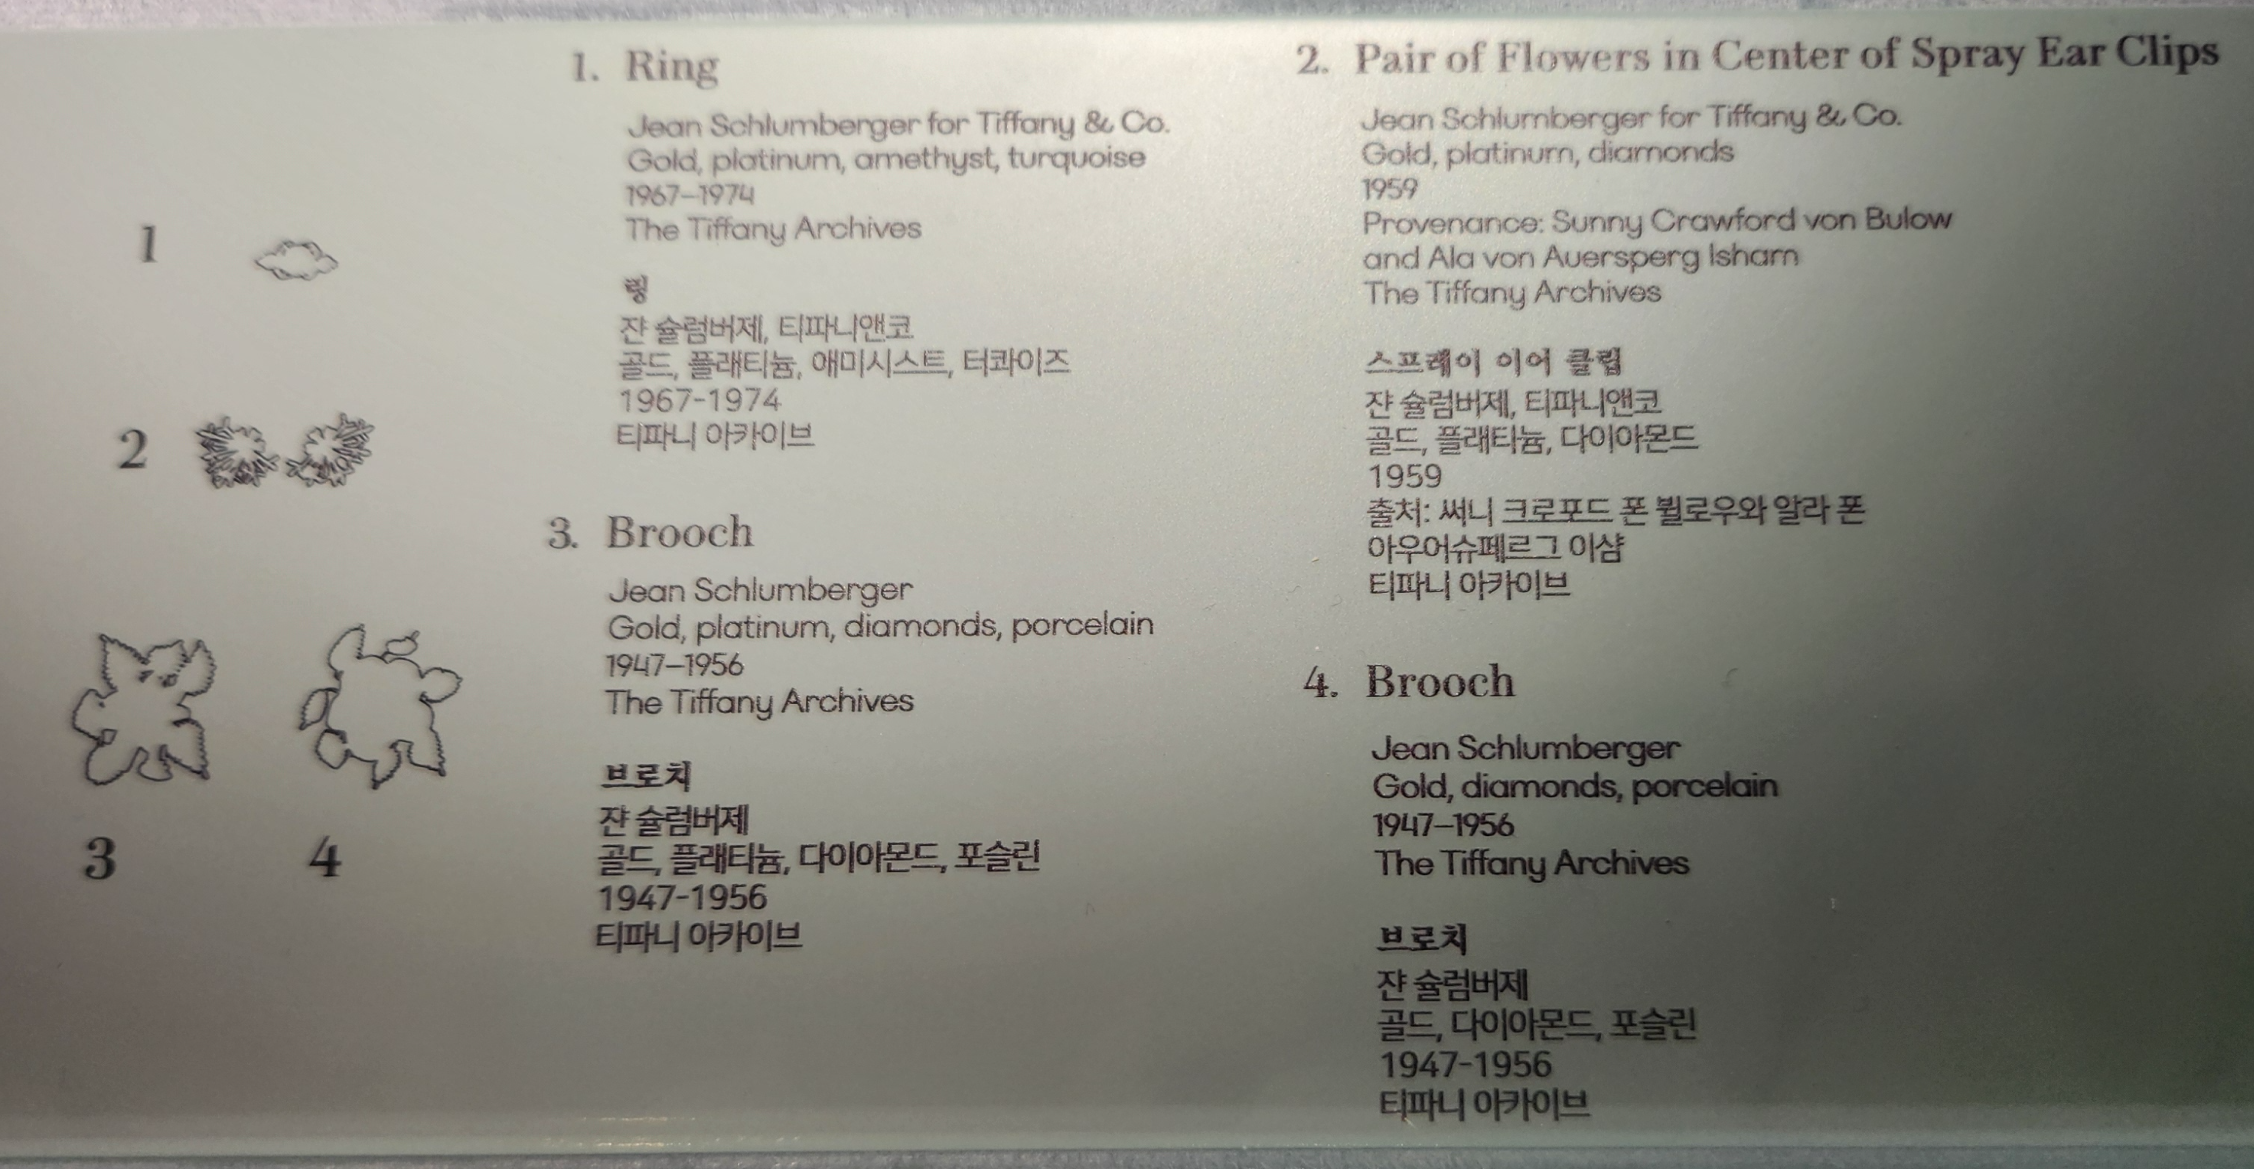 1
2
3
4
1. Ring
Jean Schlumberger for Tiffany & Co.
Gold, platinum, amethyst, turquoise
1967–1974
The Tiffany Archives
링
쟌 슐럼버제, 티파니앤코
골드, 플래티늄, 애미시스트, 터콰이즈
1967-1974
티파니 아카이브
2. Pair of Flowers in Center of Spray Ear Clips
Jean Schlumberger for Tiffany & Co.
Gold, platinum, diamonds
1959
Provenance: Sunny Crawford von Bulow
and Ala von Auersperg Isham
The Tiffany Archives
스프레이 이어 클립
쟌 슐럼버제, 티파니앤코
골드, 플래티늄, 다이아몬드
1959
출처: 써니 크로포드 폰 뷜로우와 알라 폰
아우어슈페르그 이샴
티파니 아카이브
3. Brooch
Jean Schlumberger
Gold, platinum, diamonds, porcelain
1947–1956
The Tiffany Archives
브로치
쟌 슐럼버제
골드, 플래티늄, 다이아몬드, 포슬린
1947-1956
티파니 아카이브
4. Brooch
Jean Schlumberger
Gold, diamonds, porcelain
1947–1956
The Tiffany Archives
브로치
쟌 슐럼버제
골드, 다이아몬드, 포슬린
1947-1956
티파니 아카이브